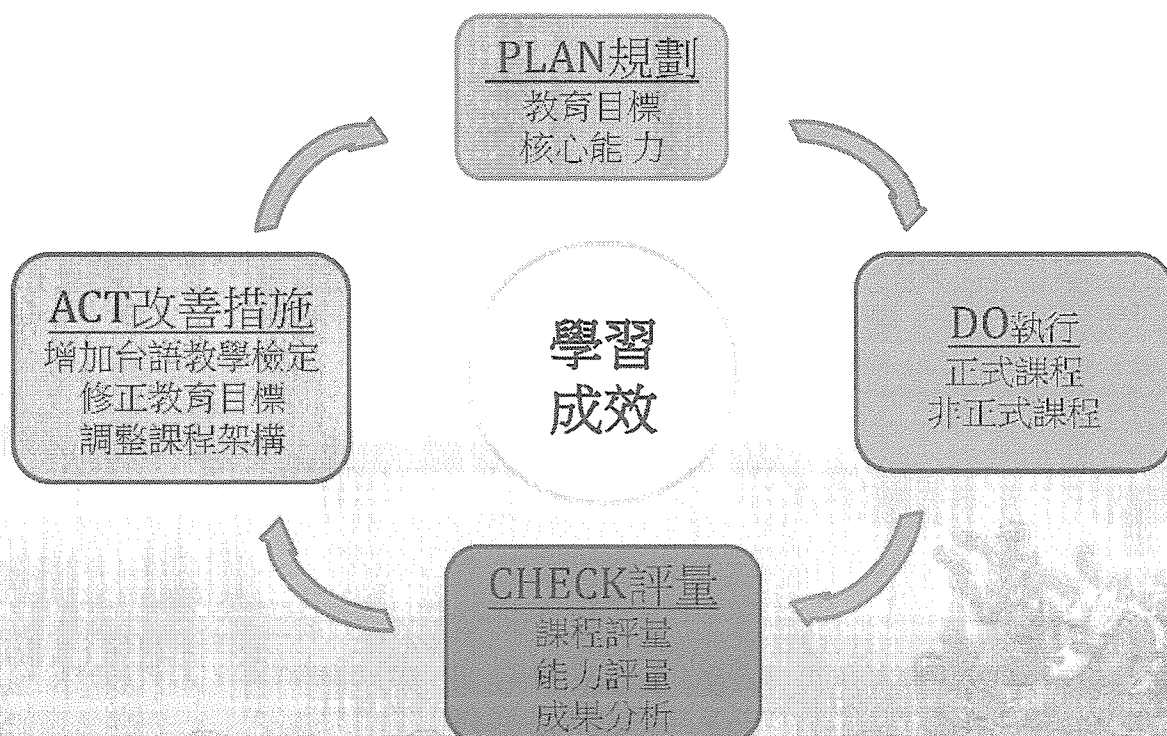 PLAN規劃
教育目標
核心能 力
ACT改善措施
增加台語教學檢定
修正教育目標
調整課程架構
學習
成效
DO執行
正式課程
非正式課程
CHECK評量
課程評量
能力評量
成果分析